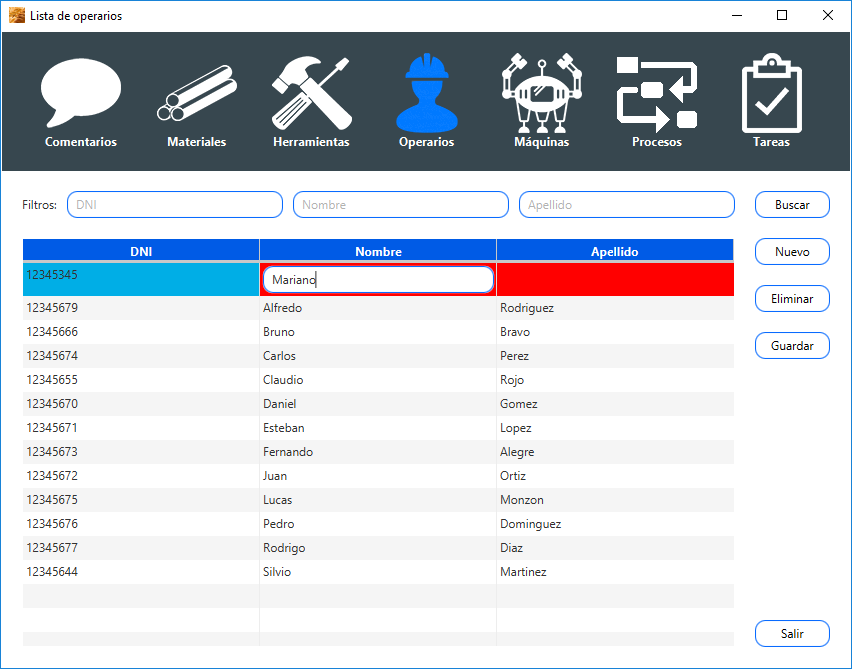 Lista de operarios
Comentarios Materiales Herramientas Operarios Máquinas Procesos Tareas
Filtros: DNI Nombre Apellido Buscar
DNI Nombre Apellido Nuevo
12345345 Mariano
Eliminar
12345679 Alfredo Rodriguez
12345666 Bruno Bravo
Guardar
12345674 Carlos Perez
12345655 Claudio Rojo
12345670 Daniel Gomez
12345671 Esteban Lopez
12345673 Fernando Alegre
12345672 Juan Ortiz
12345675 Lucas Monzon
12345676 Pedro Dominguez
12345677 Rodrigo Diaz
12345644 Silvio Martinez
Salir